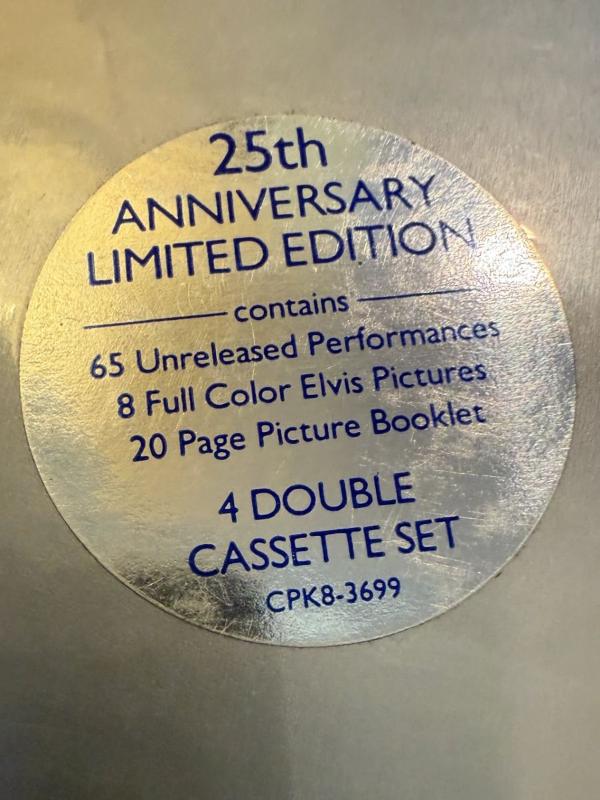 25th
ANNIVERSARY
LIMITED EDITION
contains
65 Unreleased Performances
8 Full Color Elvis Pictures
20 Page Picture Booklet
4 DOUBLE
CASSETTE SET
CPK8-3699